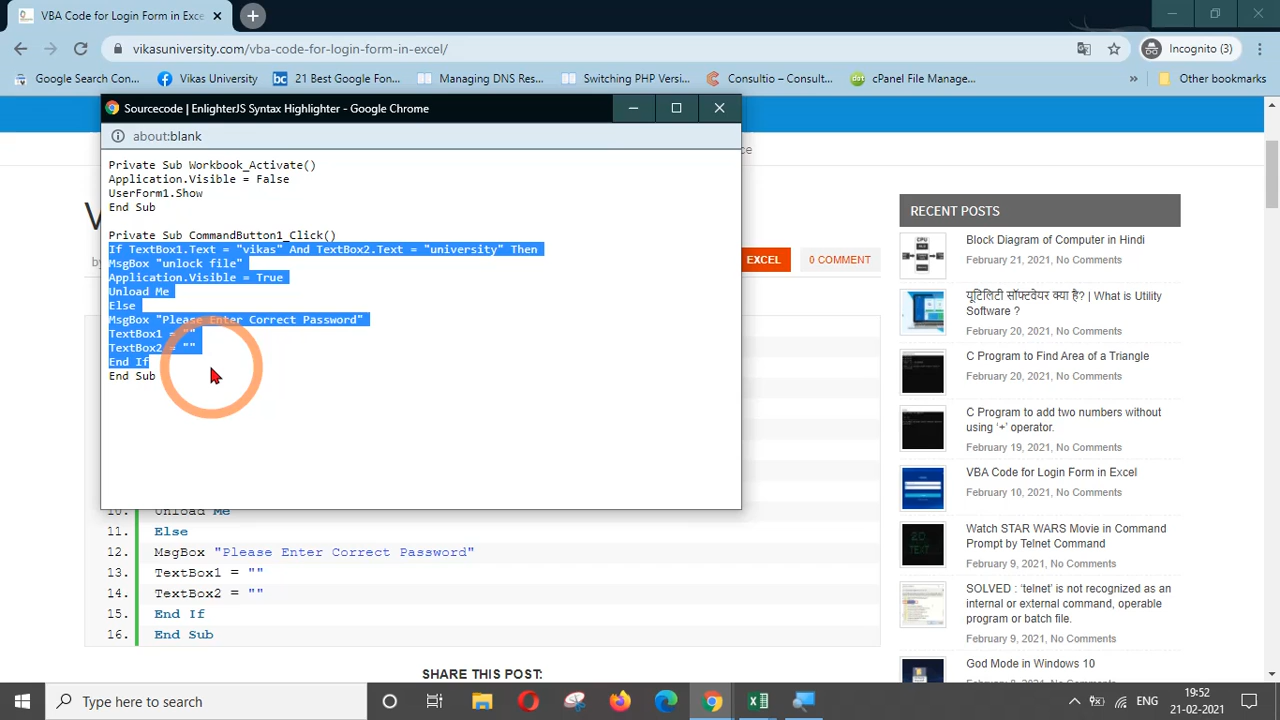 VBA Code for Login Form in Exce
vikasuniversity.com/vba-code-for-login-form-in-excel/
Incognito (3)
Google Search Con...
Vikas University
21 Best Google Fon...
Managing DNS Res...
Switching PHP Versi...
Consultio – Consult...
cPanel File Manage...
»
Other bookmarks
Sourcecode | EnlighterJS Syntax Highlighter - Google Chrome
about:blank
Private Sub Workbook_Activate()
Application.Visible = False
UserForm1.Show
End Sub
Private Sub CommandButton1_Click()
If TextBox1.Text = "vikas" And TextBox2.Text = "university" Then
MsgBox "unlock file"
Application.Visible = True
Unload Me
Else
MsgBox "Please Enter Correct Password"
TextBox1 = ""
TextBox2 = ""
End If
End Sub
EXCEL
0 COMMENT
10. Unload Me
11. Else
12. MsgBox "Please Enter Correct Password"
13. TextBox1 = ""
14. TextBox2 = ""
15. End If
16. End Sub
SHARE THIS POST:
RECENT POSTS
Block Diagram of Computer in Hindi
February 21, 2021, No Comments
यूटिलिटी सॉफ्टवेयर क्या है? | What is Utility
Software ?
February 20, 2021, No Comments
C Program to Find Area of a Triangle
February 20, 2021, No Comments
C Program to add two numbers without
using ‘+’ operator.
February 19, 2021, No Comments
VBA Code for Login Form in Excel
February 10, 2021, No Comments
Watch STAR WARS Movie in Command
Prompt by Telnet Command
February 9, 2021, No Comments
SOLVED : ‘telnet’ is not recognized as an
internal or external command, operable
program or batch file.
February 9, 2021, No Comments
God Mode in Windows 10
Type here to search
ENG
19:52
21-02-2021